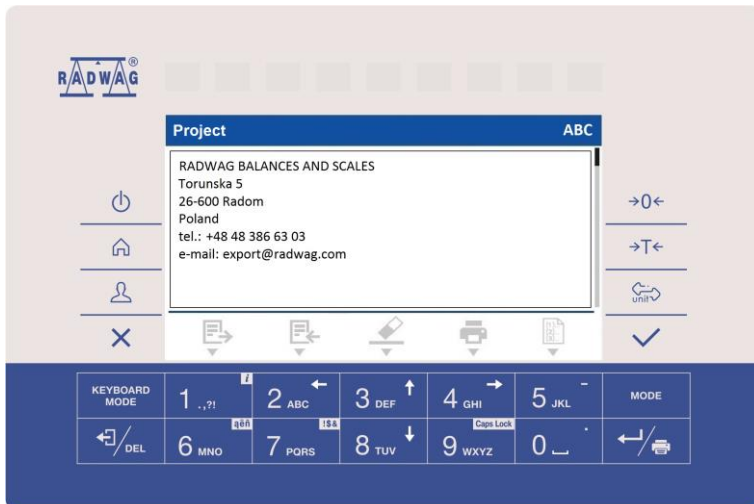 RADWAG®
Project ABC
RADWAG BALANCES AND SCALES
Torunska 5
26-600 Radom
Poland
tel.: +48 48 386 63 03
e-mail: export@radwag.com
→0←
→T←
unit
KEYBOARD MODE
1 .,?! i
2 ABC ←
3 DEF ↑
4 GHI →
5 JKL -
MODE
DEL
6 MNO ąëñ
7 PQRS !$&
8 TUV ↓
9 WXYZ Caps Lock
0 .